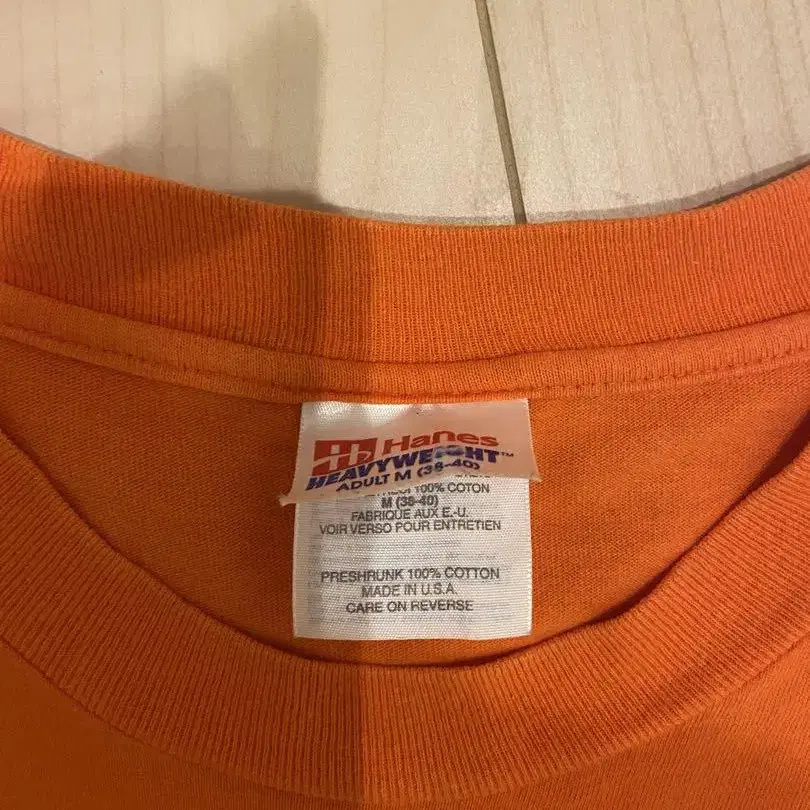 Hanes
HEAVYWEIGHT™
ADULT M (38-40)
100% COTON
M (38-40)
FABRIQUE AUX E.-U.
VOIR VERSO POUR ENTRETIEN
PRESHRUNK 100% COTTON
MADE IN U.S.A.
CARE ON REVERSE